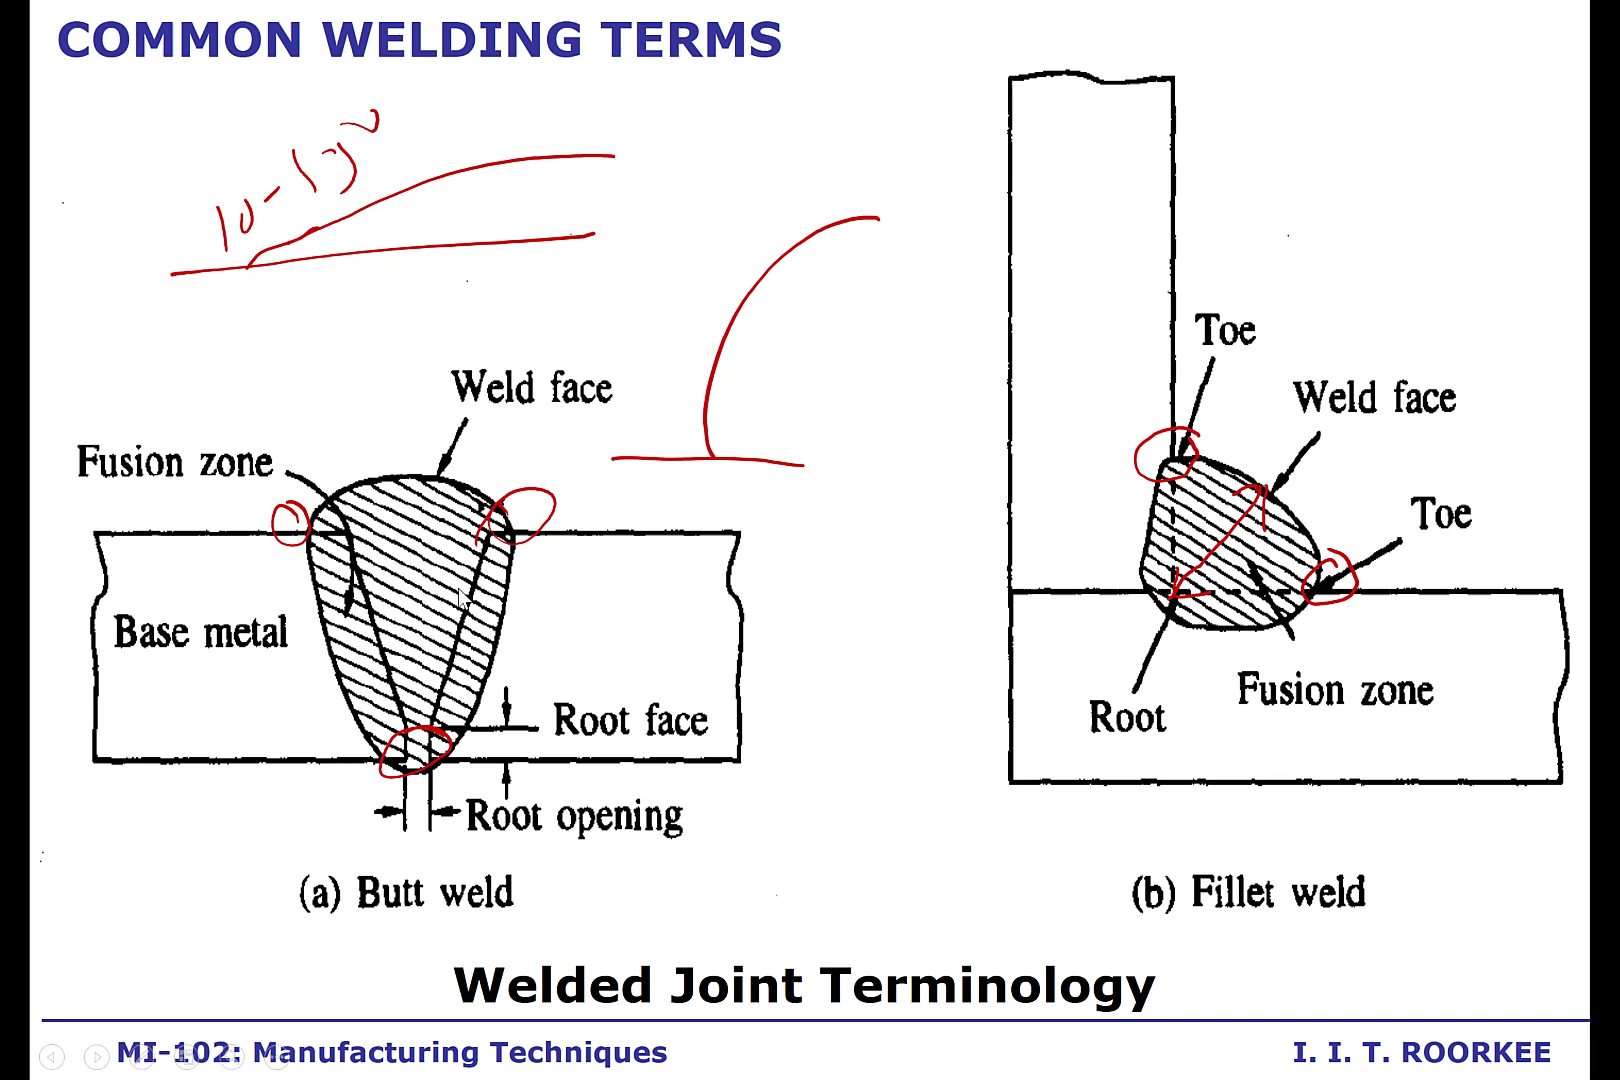 COMMON WELDING TERMS
Toe
Weld face
Weld face
Fusion zone
Toe
Base metal
Root face
Fusion zone
Root
Root opening
(a) Butt weld
(b) Fillet weld
Welded Joint Terminology
MI-102: Manufacturing Techniques
I. I. T. ROORKEE